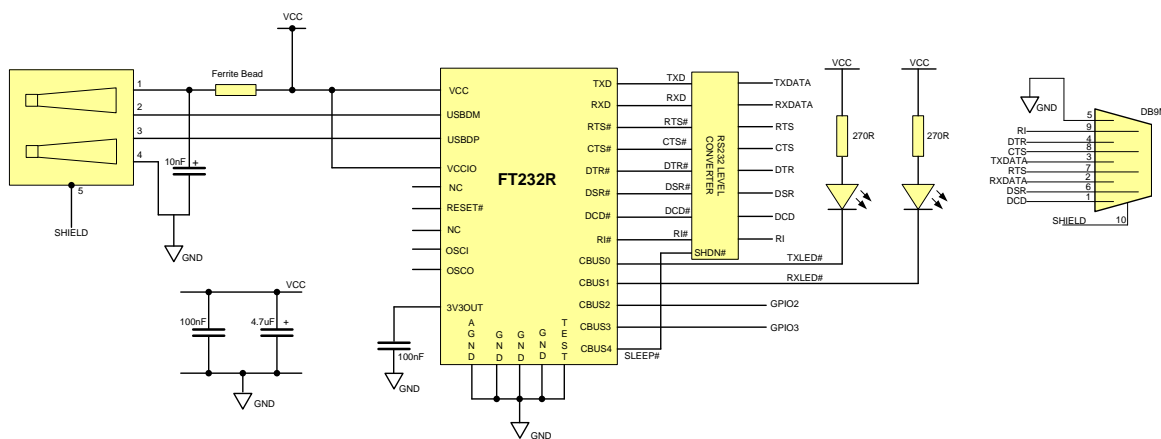 VCC
Ferrite Bead
1
2
3
4
5
SHIELD
10nF +
GND
VCC
100nF
4.7uF +
GND
FT232R
VCC
USBDM
USBDP
VCCIO
NC
RESET#
NC
OSCI
OSCO
3V3OUT
100nF
GND
AGND
GND
GND
GND
TEST
GND
TXD
RXD
RTS#
CTS#
DTR#
DSR#
DCD#
RI#
CBUS0
CBUS1
CBUS2
CBUS3
CBUS4
TXD
RXD
RTS#
CTS#
DTR#
DSR#
DCD#
RI#
SLEEP#
RS232 LEVEL
CONVERTER
SHDN#
TXDATA
RXDATA
RTS
CTS
DTR
DSR
DCD
RI
TXLED#
RXLED#
GPIO2
GPIO3
VCC
270R
VCC
270R
GND
5
RI 9
DTR 4
CTS 8
TXDATA 3
RTS 7
RXDATA 2
DSR 6
DCD 1
SHIELD 10